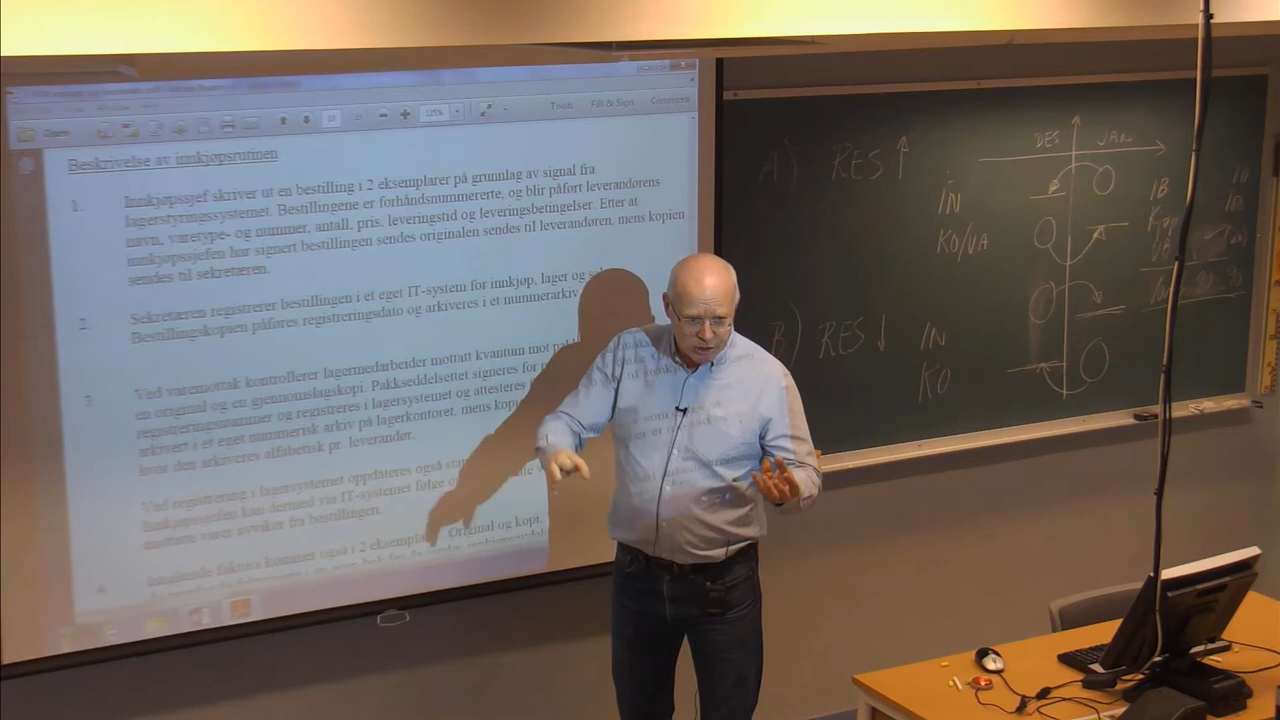 Open
125%
Tools
Fill & Sign
Comment
Beskrivelse av innkjøpsrutinen
1.
Innkjøpssjef skriver ut en bestilling i 2 eksemplarer på grunnlag av signal fra
lagerstyringssystemet. Bestillingene er forhåndsnummererte, og blir påført leverandørens
navn, varetype- og nummer, antall, pris, leveringstid og leveringsbetingelser. Etter at
innkjøpssjefen har signert bestillingen sendes originalen sendes til leverandøren, mens kopien
sendes til sekretæren.
2.
Sekretæren registrerer bestillingen i et eget IT-system for innkjøp, lager og
Bestillingskopien påføres registreringsdato og arkiveres i et nummerarkiv
3.
Ved varemottak kontrollerer lagermedarbeider mottatt kvantum mot
en original og en gjennomslagskopi. Pakkseddelsettet signeres for
registreringsnummer og registreres i lagersystemet og attesteres
arkivert i et eget nummerisk arkiv på lagerkontoret, mens
hvor den arkiveres alfabetisk pr. leverandør.
Ved registrering i lagersystemet oppdateres også
Innkjøpssjefen kan dermed via IT-systemet følge
mottatte varer avviker fra bestillingen.
4.
Innkommende faktura kommer også i 2 eksemplarer. Original og
A) RES ↑
IN
KO/VA
B) RES ↓ IN
KO
DES JAN
IB
Kjøp
UB